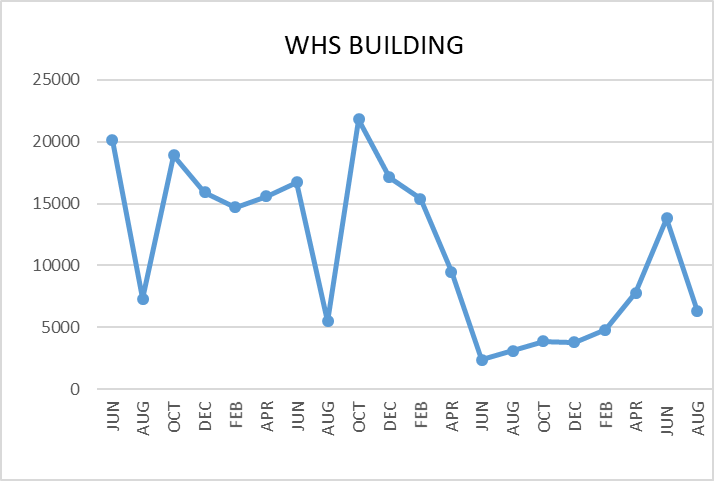 WHS BUILDING
25000
20000
15000
10000
5000
0
JUN
AUG
OCT
DEC
FEB
APR
JUN
AUG
OCT
DEC
FEB
APR
JUN
AUG
OCT
DEC
FEB
APR
JUN
AUG